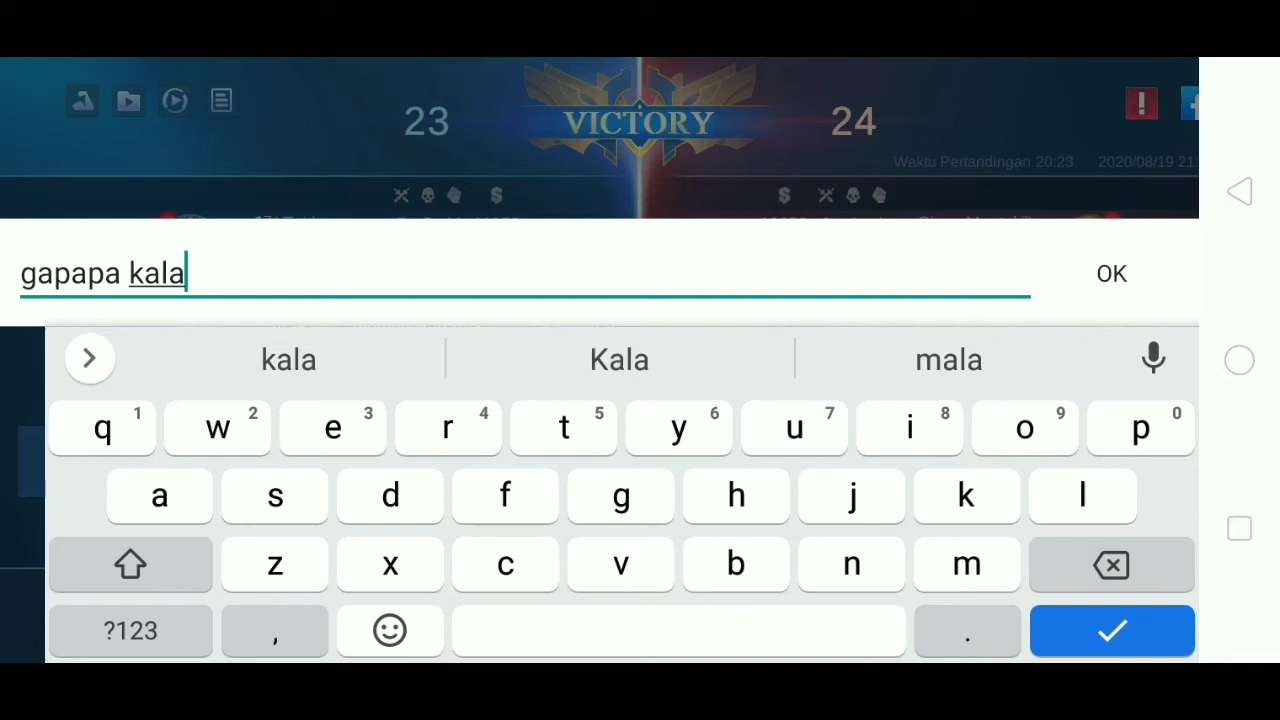 23 VICTORY 24
Waktu Pertandingan 20:23 2020/08/19 21:
gapapa kala OK
kala Kala mala
q 1 w 2 e 3 r 4 t 5 y 6 u 7 i 8 o 9 p 0
a s d f g h j k l
z x c v b n m
?123 , .